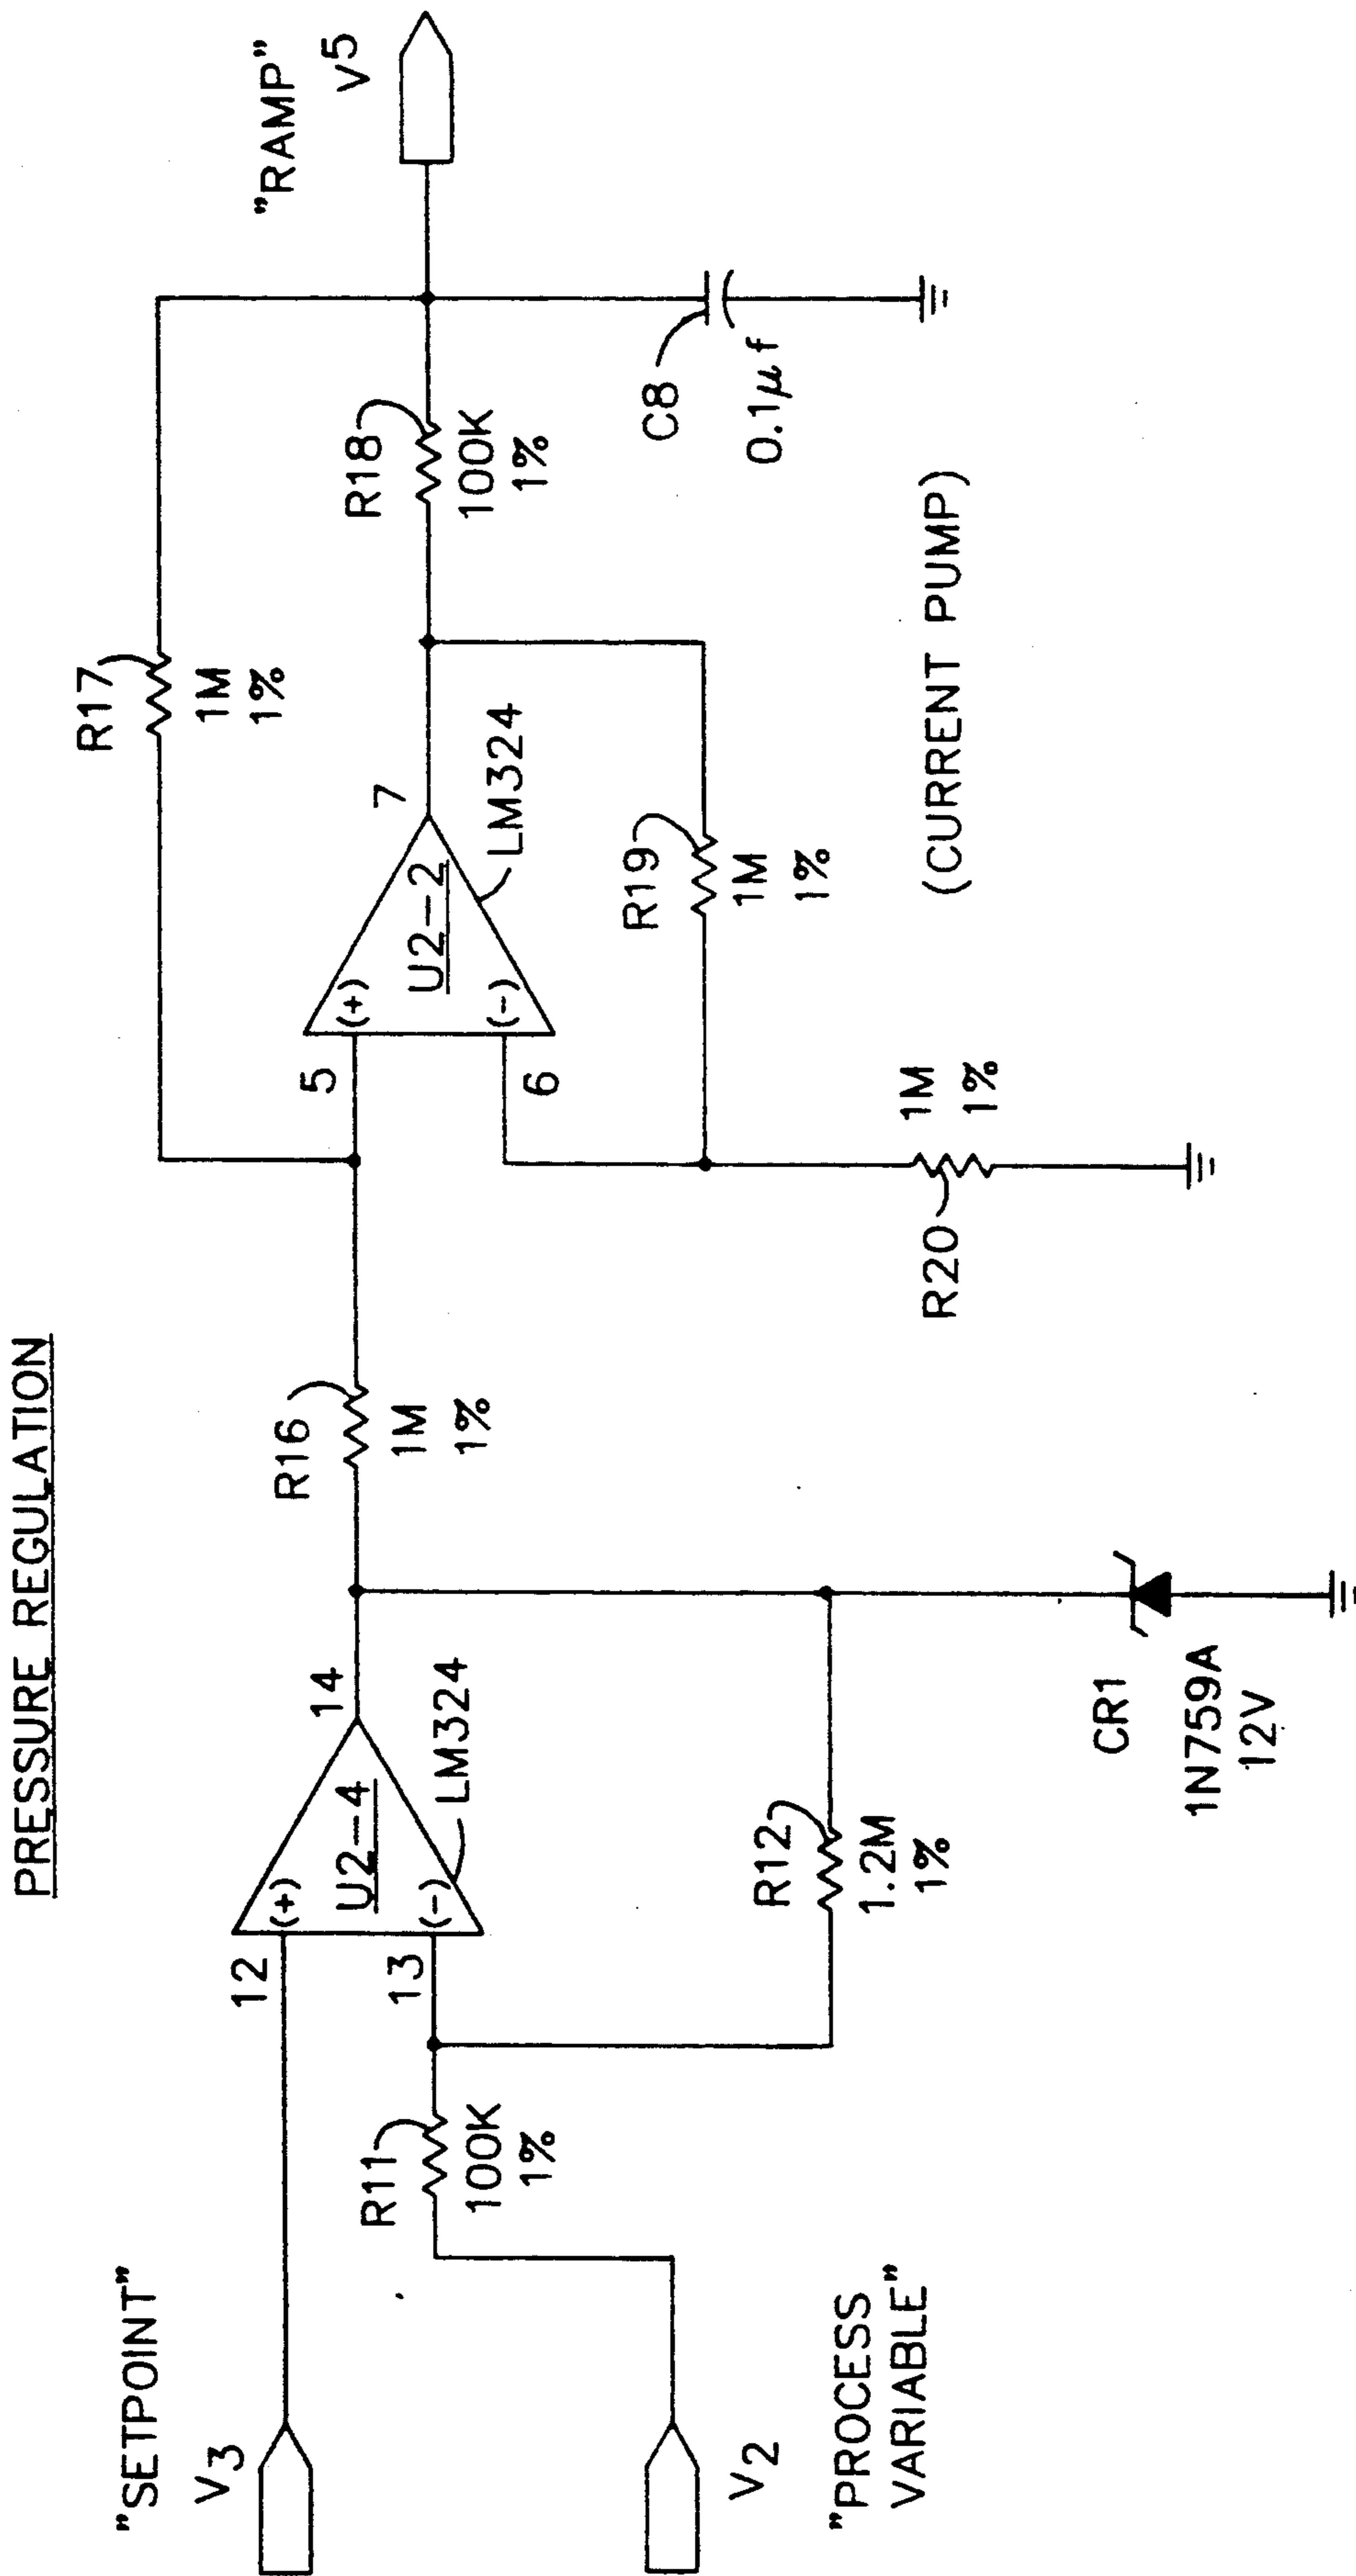 PRESSURE REGULATION
"SETPOINT"
V3
V2
"PROCESS
VARIABLE"
R11
100K
1%
12
13
(+)
(-)
U2-4
14
LM324
R12
1.2M
1%
CR1
1N759A
12V
R16
1M
1%
R20
1M
1%
5
6
(+)
(-)
U2-2
7
LM324
R17
1M
1%
R19
1M
1%
(CURRENT PUMP)
R18
100K
1%
C8
0.1μf
"RAMP"
V5